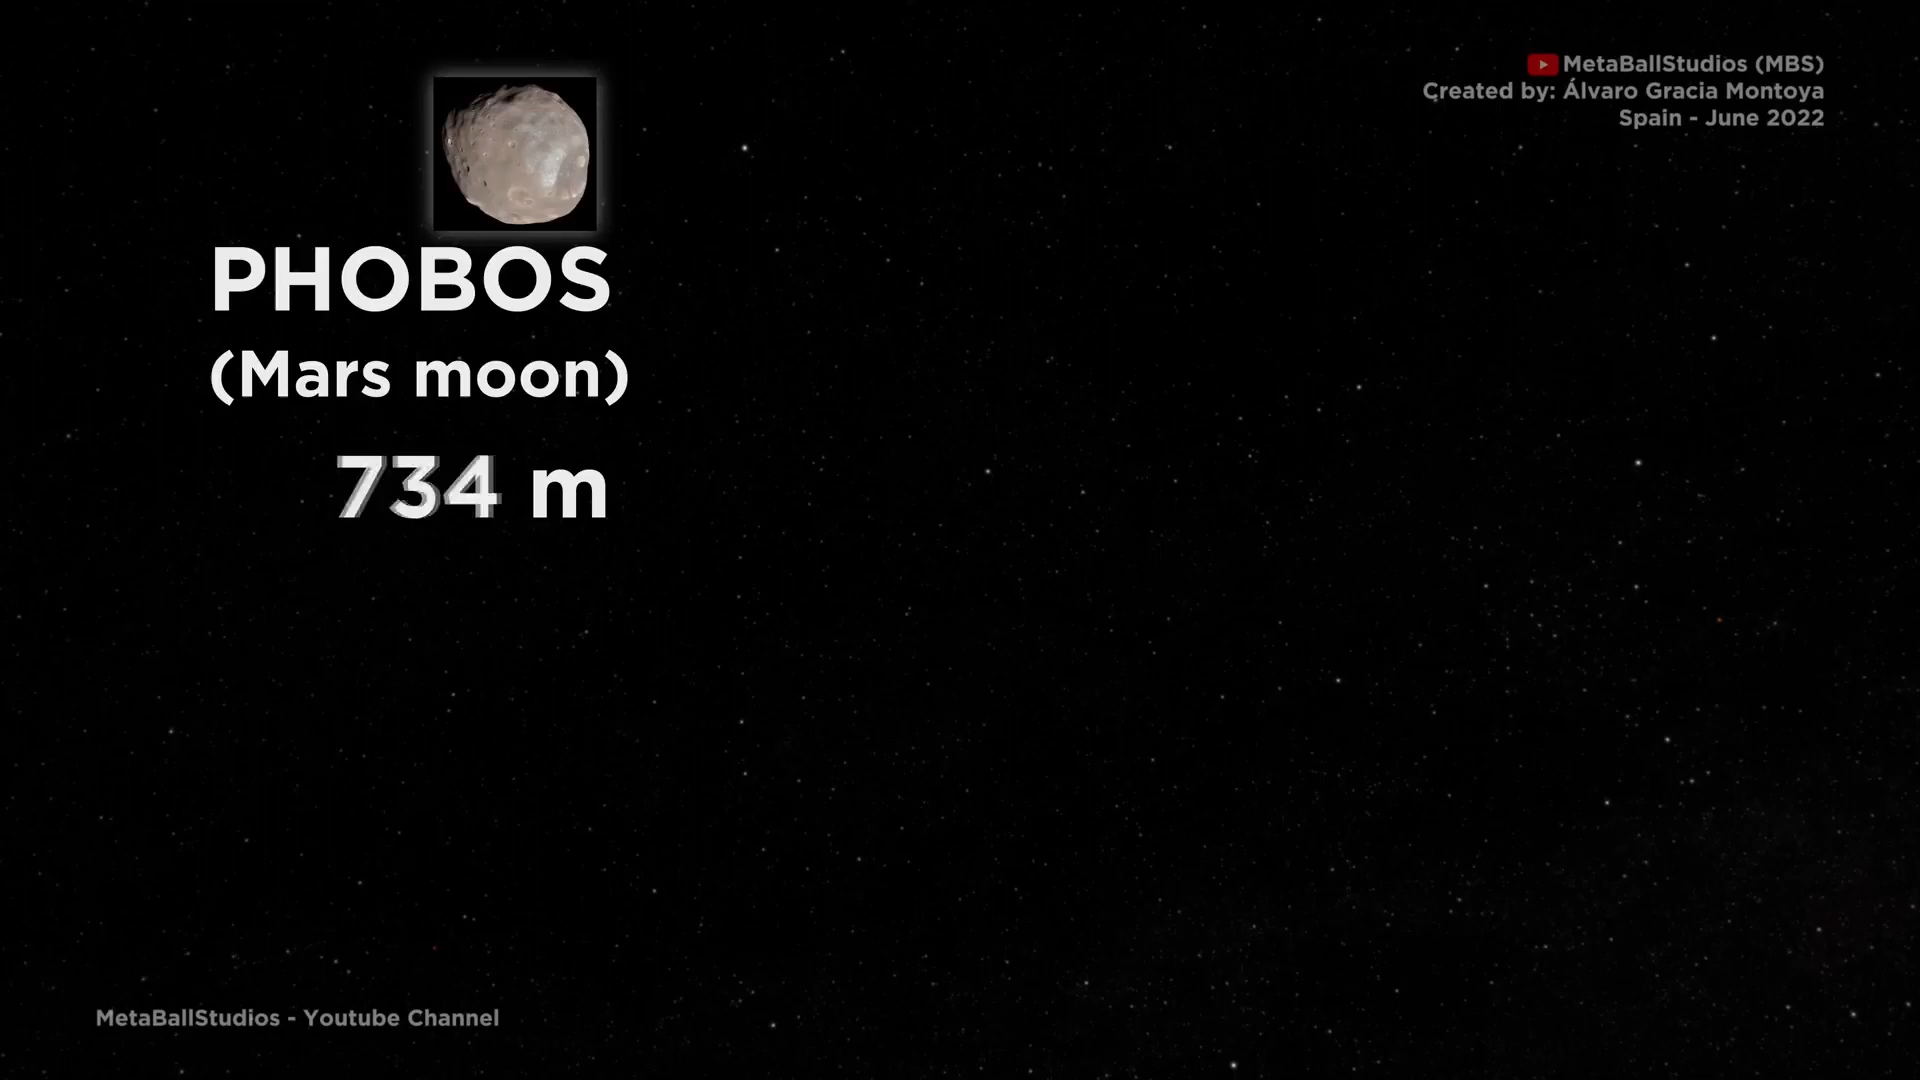 MetaBallStudios (MBS)
Created by: Álvaro Gracia Montoya
Spain - June 2022
PHOBOS
(Mars moon)
734 m
MetaBallStudios - Youtube Channel